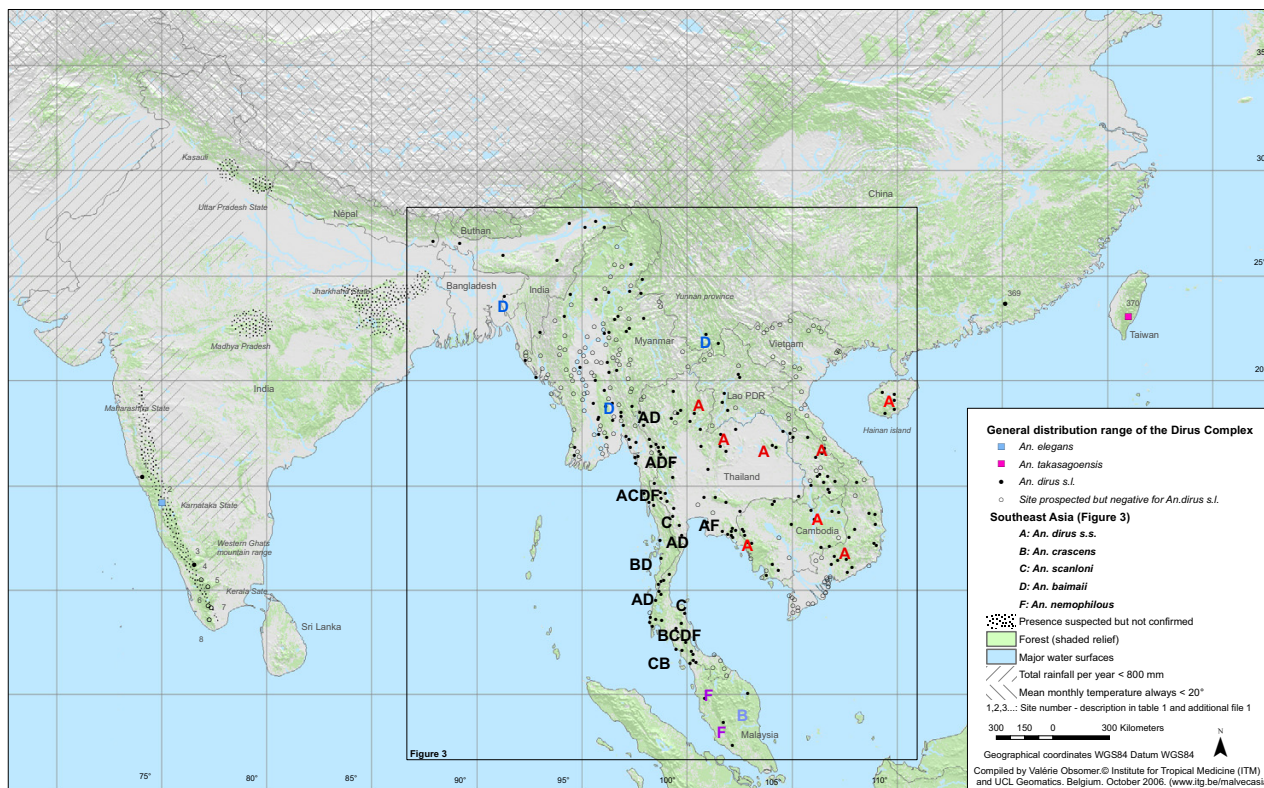 35
Kasauli
30
China
Uttar Pradesh State
Nepal
Buthan
25°
Jharkhand State
Bangladesh
India
Yunnan province
369
370
D
Taiwan
Madhya Pradesh
Myanmar
D
Vietnam
20°
India
Lao PDR
Maharashtra State
D
AD
A
A
Hainan island
A
A
A
ADF
Thailand
2
ACDF
Karnataka State
C
AF
A
Cambodia
AD
A
A
Western Ghats
mountain range
3
4
BD
5
Kerala Sate
6
7
AD
C
Sri Lanka
8
BCDF
CB
F
B
F
Malaysia
Figure 3
75°
80°
85°
90°
95°
100°
105°
110°
General distribution range of the Dirus Complex
An. elegans
An. takasagoensis
An. dirus s.l.
Site prospected but negative for An.dirus s.l.
Southeast Asia (Figure 3)
A: An. dirus s.s.
B: An. crascens
C: An. scanloni
D: An. baimaii
F: An. nemophilous
Presence suspected but not confirmed
Forest (shaded relief)
Major water surfaces
Total rainfall per year < 800 mm
Mean monthly temperature always < 20°
1,2,3...: Site number - description in table 1 and additional file 1
300 150 0 300 Kilometers
N
Geographical coordinates WGS84 Datum WGS84
Compiled by Valérie Obsomer.© Institute for Tropical Medicine (ITM)
and UCL Geomatics. Belgium. October 2006. (www.itg.be/malvecasia